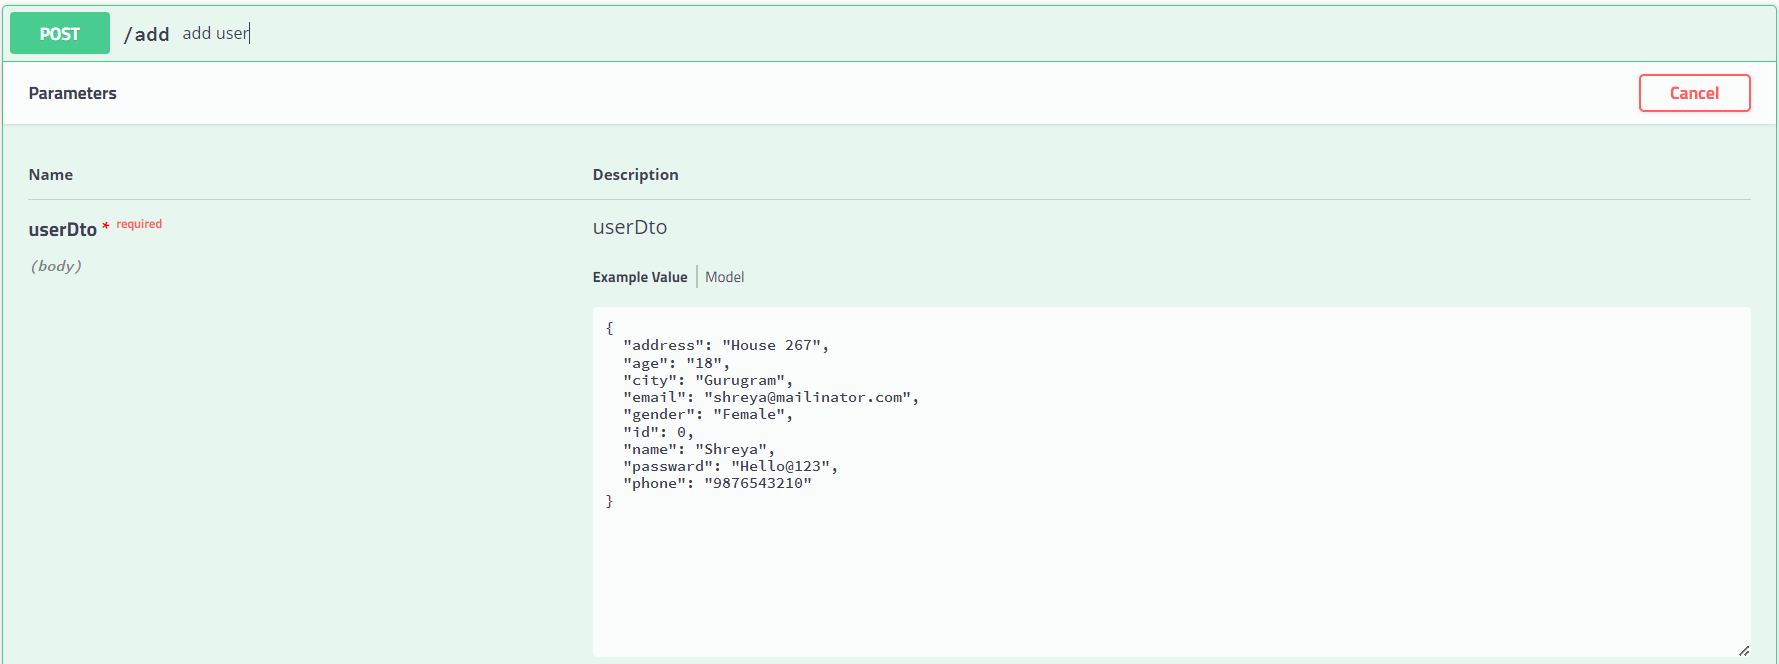 POST /add add user
Parameters
Cancel
Name Description
userDto * required
userDto
(body)
Example Value | Model
{
  "address": "House 267",
  "age": "18",
  "city": "Gurugram",
  "email": "shreya@mailinator.com",
  "gender": "Female",
  "id": 0,
  "name": "Shreya",
  "passward": "Hello@123",
  "phone": "9876543210"
}